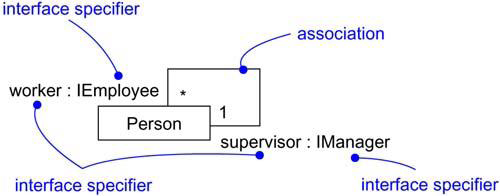 interface specifier
association
worker : IEmployee
*
1
Person
supervisor : IManager
interface specifier
interface specifier